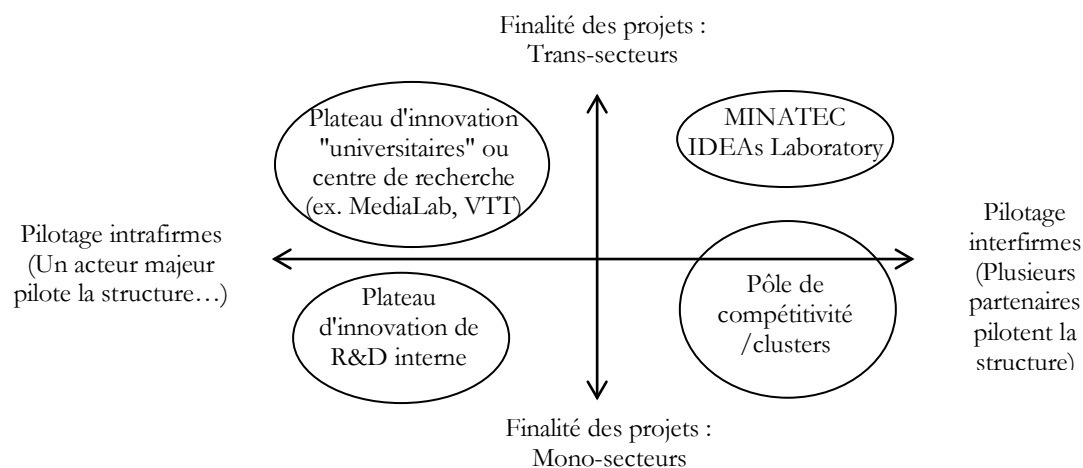 Finalité des projets :
Trans-secteurs
Plateau d'innovation
"universitaires" ou
centre de recherche
(ex. MediaLab, VTT)
MINATEC
IDEAs Laboratory
Pilotage intrafirmes
(Un acteur majeur
pilote la structure…)
Pilotage
interfirmes
(Plusieurs
partenaires
pilotent la
structure)
Plateau
d'innovation de
R&D interne
Pôle de
compétitivité
/clusters
Finalité des projets :
Mono-secteurs